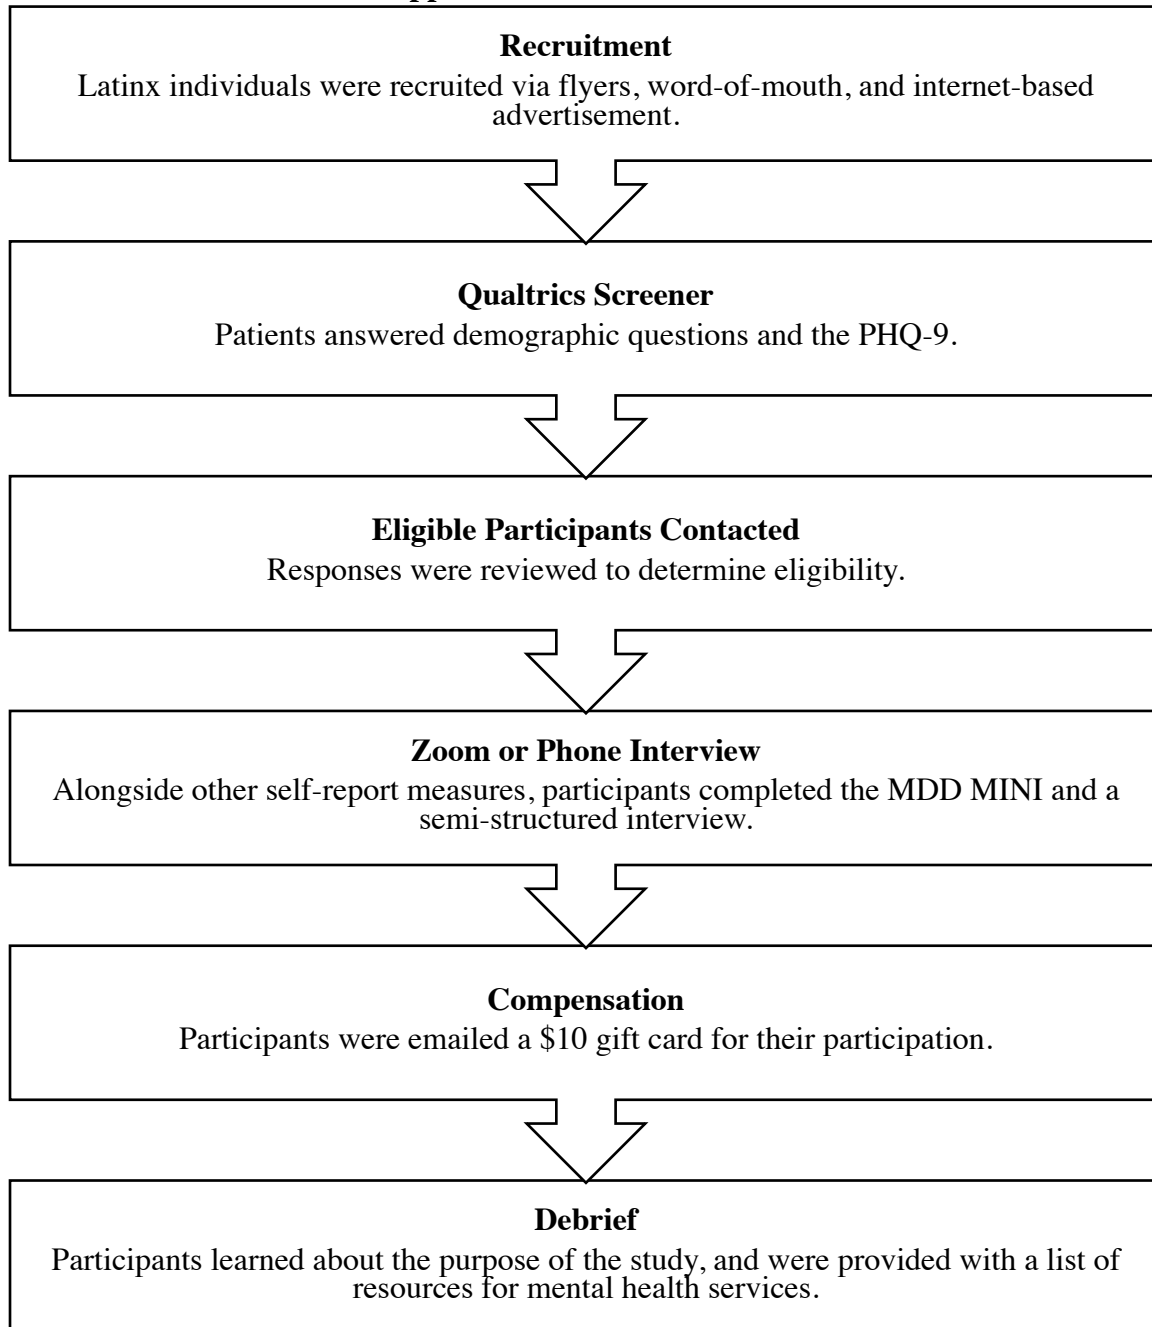 Recruitment
Latinx individuals were recruited via flyers, word-of-mouth, and internet-based
advertisement.
Qualtrics Screener
Patients answered demographic questions and the PHQ-9.
Eligible Participants Contacted
Responses were reviewed to determine eligibility.
Zoom or Phone Interview
Alongside other self-report measures, participants completed the MDD MINI and a
semi-structured interview.
Compensation
Participants were emailed a $10 gift card for their participation.
Debrief
Participants learned about the purpose of the study, and were provided with a list of
resources for mental health services.